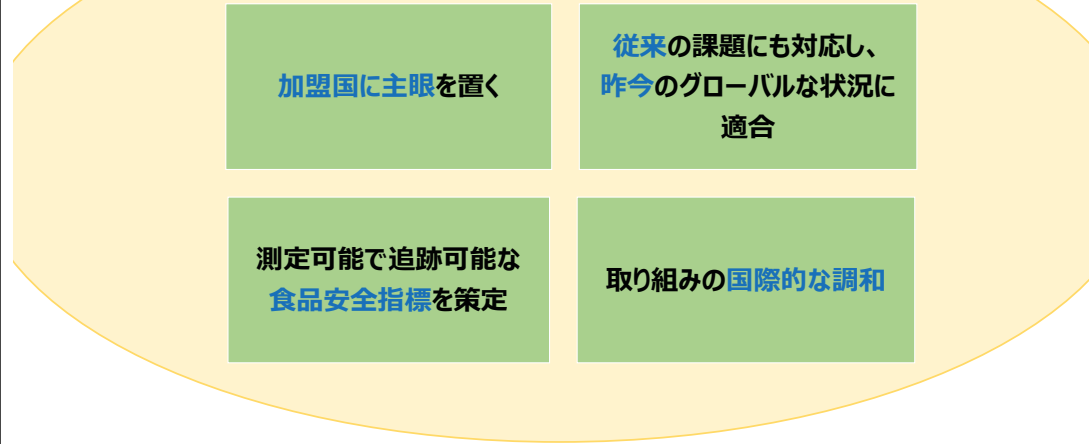 加盟国に主眼を置く
従来の課題にも対応し、
昨今のグローバルな状況に
適合
測定可能で追跡可能な
食品安全指標を策定
取り組みの国際的な調和